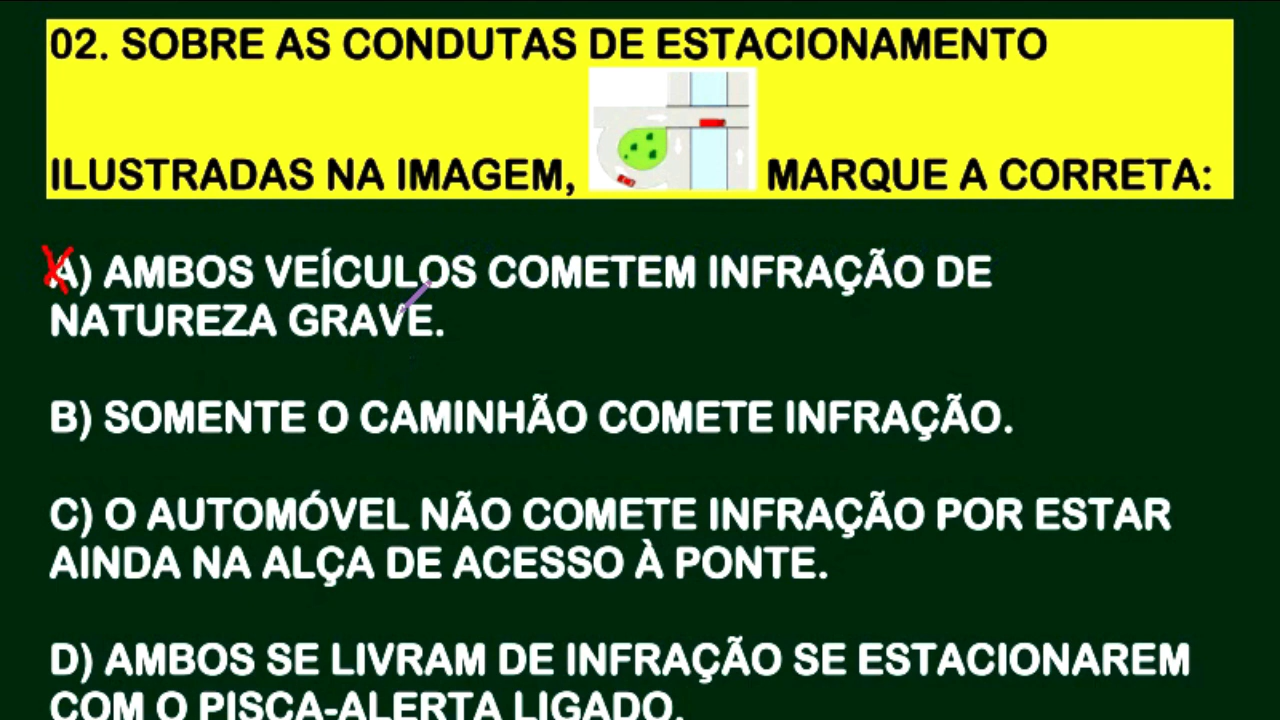 02. SOBRE AS CONDUTAS DE ESTACIONAMENTO
ILUSTRADAS NA IMAGEM, MARQUE A CORRETA:
A) AMBOS VEÍCULOS COMETEM INFRAÇÃO DE
NATUREZA GRAVE.
B) SOMENTE O CAMINHÃO COMETE INFRAÇÃO.
C) O AUTOMÓVEL NÃO COMETE INFRAÇÃO POR ESTAR
AINDA NA ALÇA DE ACESSO À PONTE.
D) AMBOS SE LIVRAM DE INFRAÇÃO SE ESTACIONAREM
COM O PISCA-ALERTA LIGADO.